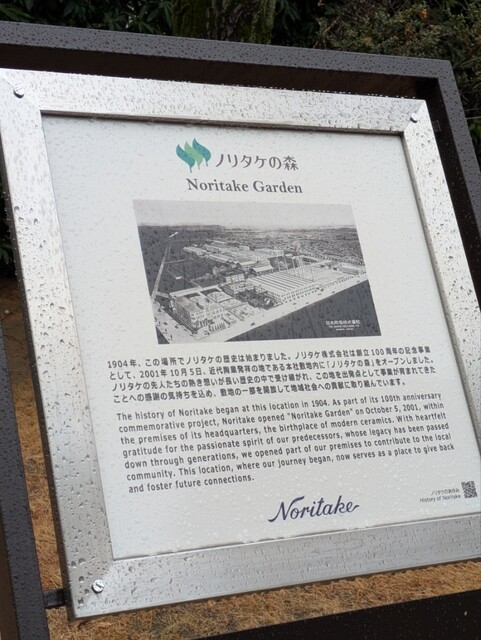 ノリタケの森
Noritake Garden
1904年、この場所でノリタケの歴史は始まりました。ノリタケ株式会社は創立100周年の記念事業
として、2001年10月5日、近代陶業発祥の地である本社敷地内に「ノリタケの森」をオープンしました。
ノリタケの先人たちの熱き想いが長い歴史の中で受け継がれ、この地を出発点として事業が育まれてきた
ことへの感謝の気持ちを込め、敷地の一部を開放して地域社会への貢献に取り組んでいます。
The history of Noritake began at this location in 1904. As part of its 100th anniversary
commemorative project, Noritake opened "Noritake Garden" on October 5, 2001, within
the premises of its headquarters, the birthplace of modern ceramics. With heartfelt
gratitude for the passionate spirit of our predecessors, whose legacy has been passed
down through generations, we opened part of our premises to contribute to the local
community. This location, where our journey began, now serves as a place to give back
and foster future connections.
Noritake
ノリタケのあゆみ
History of Noritake